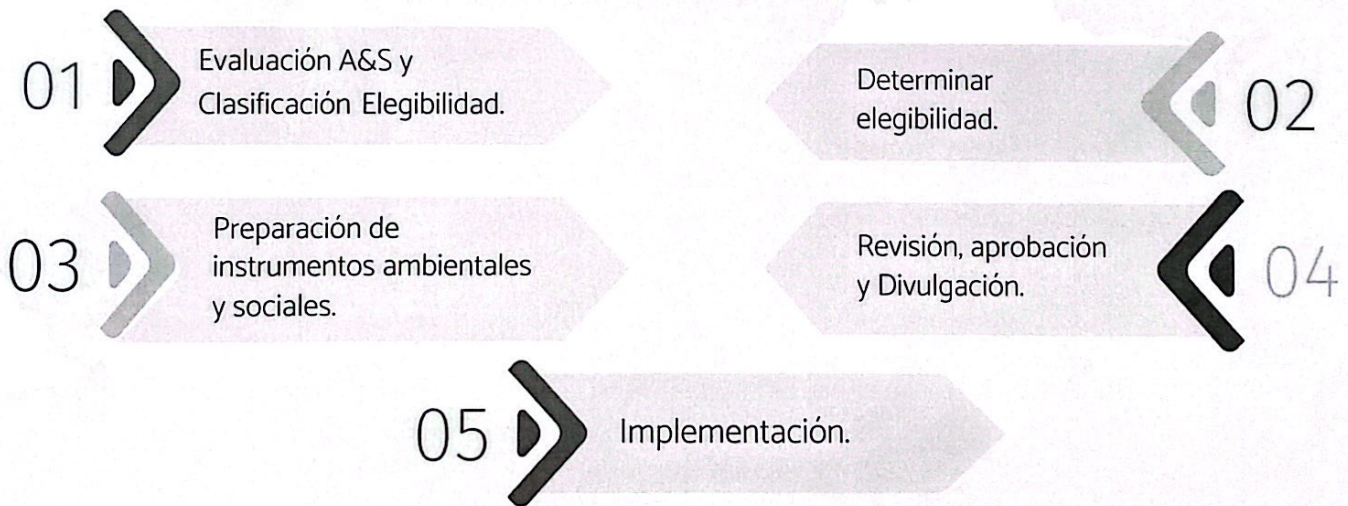 01
Evaluación A&S y
Clasificación Elegibilidad.
Determinar
elegibilidad.
02
03
Preparación de
instrumentos ambientales
y sociales.
Revisión, aprobación
y Divulgación.
04
05
Implementación.